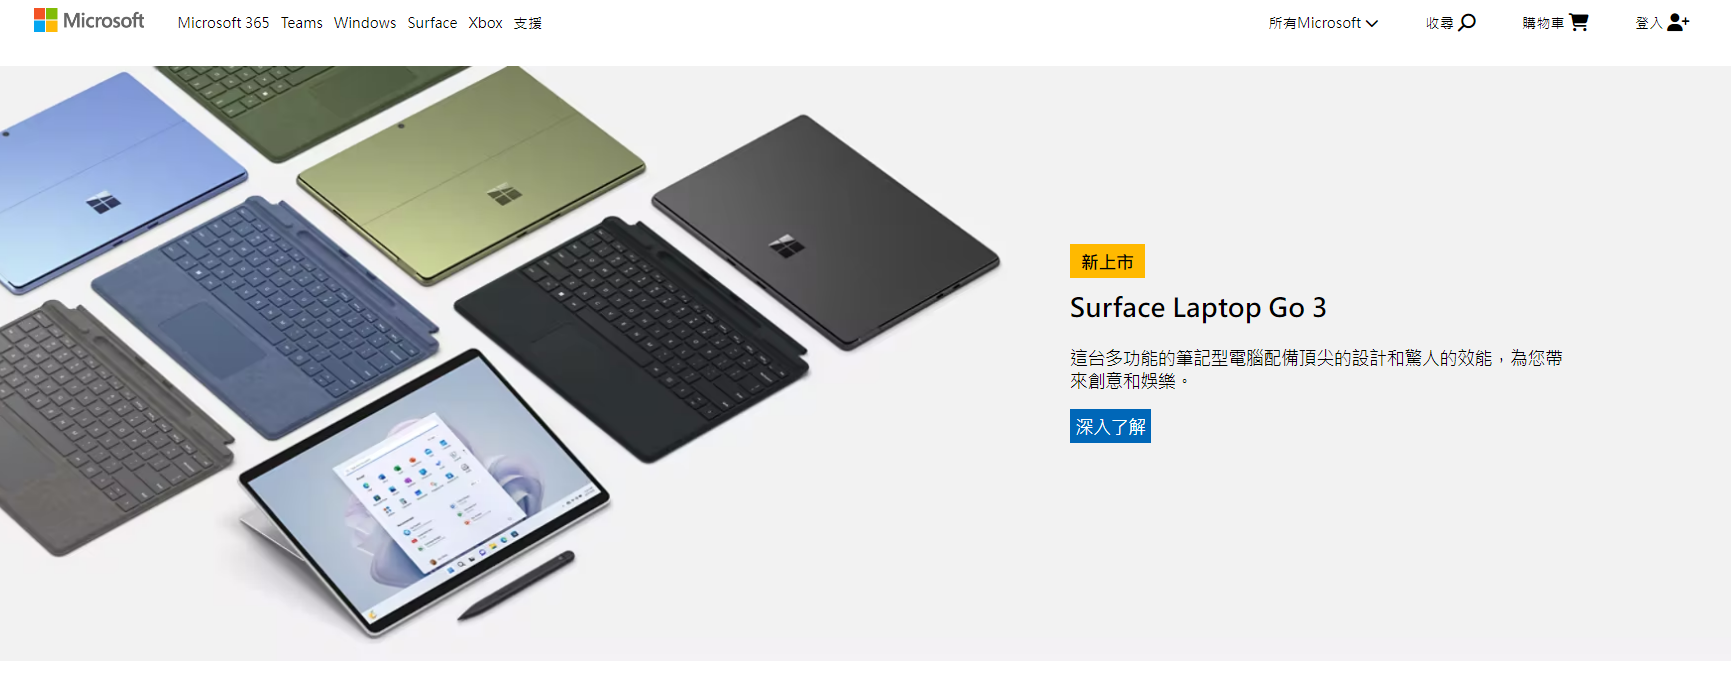 Microsoft
Microsoft 365 Teams Windows Surface Xbox 支援
所有Microsoft 收尋 購物車 登入
新上市
Surface Laptop Go 3
這台多功能的筆記型電腦配備頂尖的設計和驚人的效能，為您帶
來創意和娛樂。
深入了解